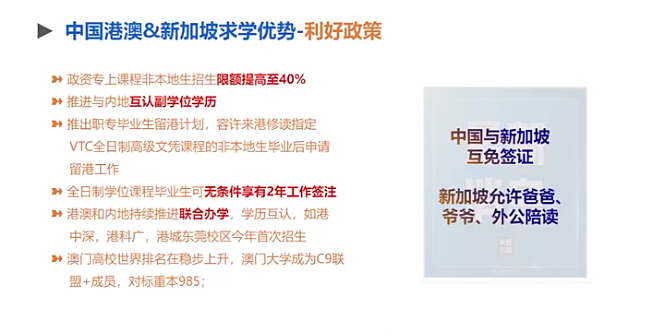 中国港澳&新加坡求学优势-利好政策
政资专上课程非本地生招生限额提高至40%
推进与内地互认副学位学历
推出职专毕业生留港计划，容许来港修读指定
VTC全日制高级文凭课程的非本地生毕业后申请
留港工作
全日制学位课程毕业生可无条件享有2年工作签注
港澳和内地持续推进联合办学，学历互认，如港
中深，港科广，港城东莞校区今年首次招生
澳门高校世界排名在稳步上升，澳门大学成为C9联
盟+成员，对标重本985；
中国与新加坡
互免签证
新加坡允许爸爸、
爷爷、外公陪读